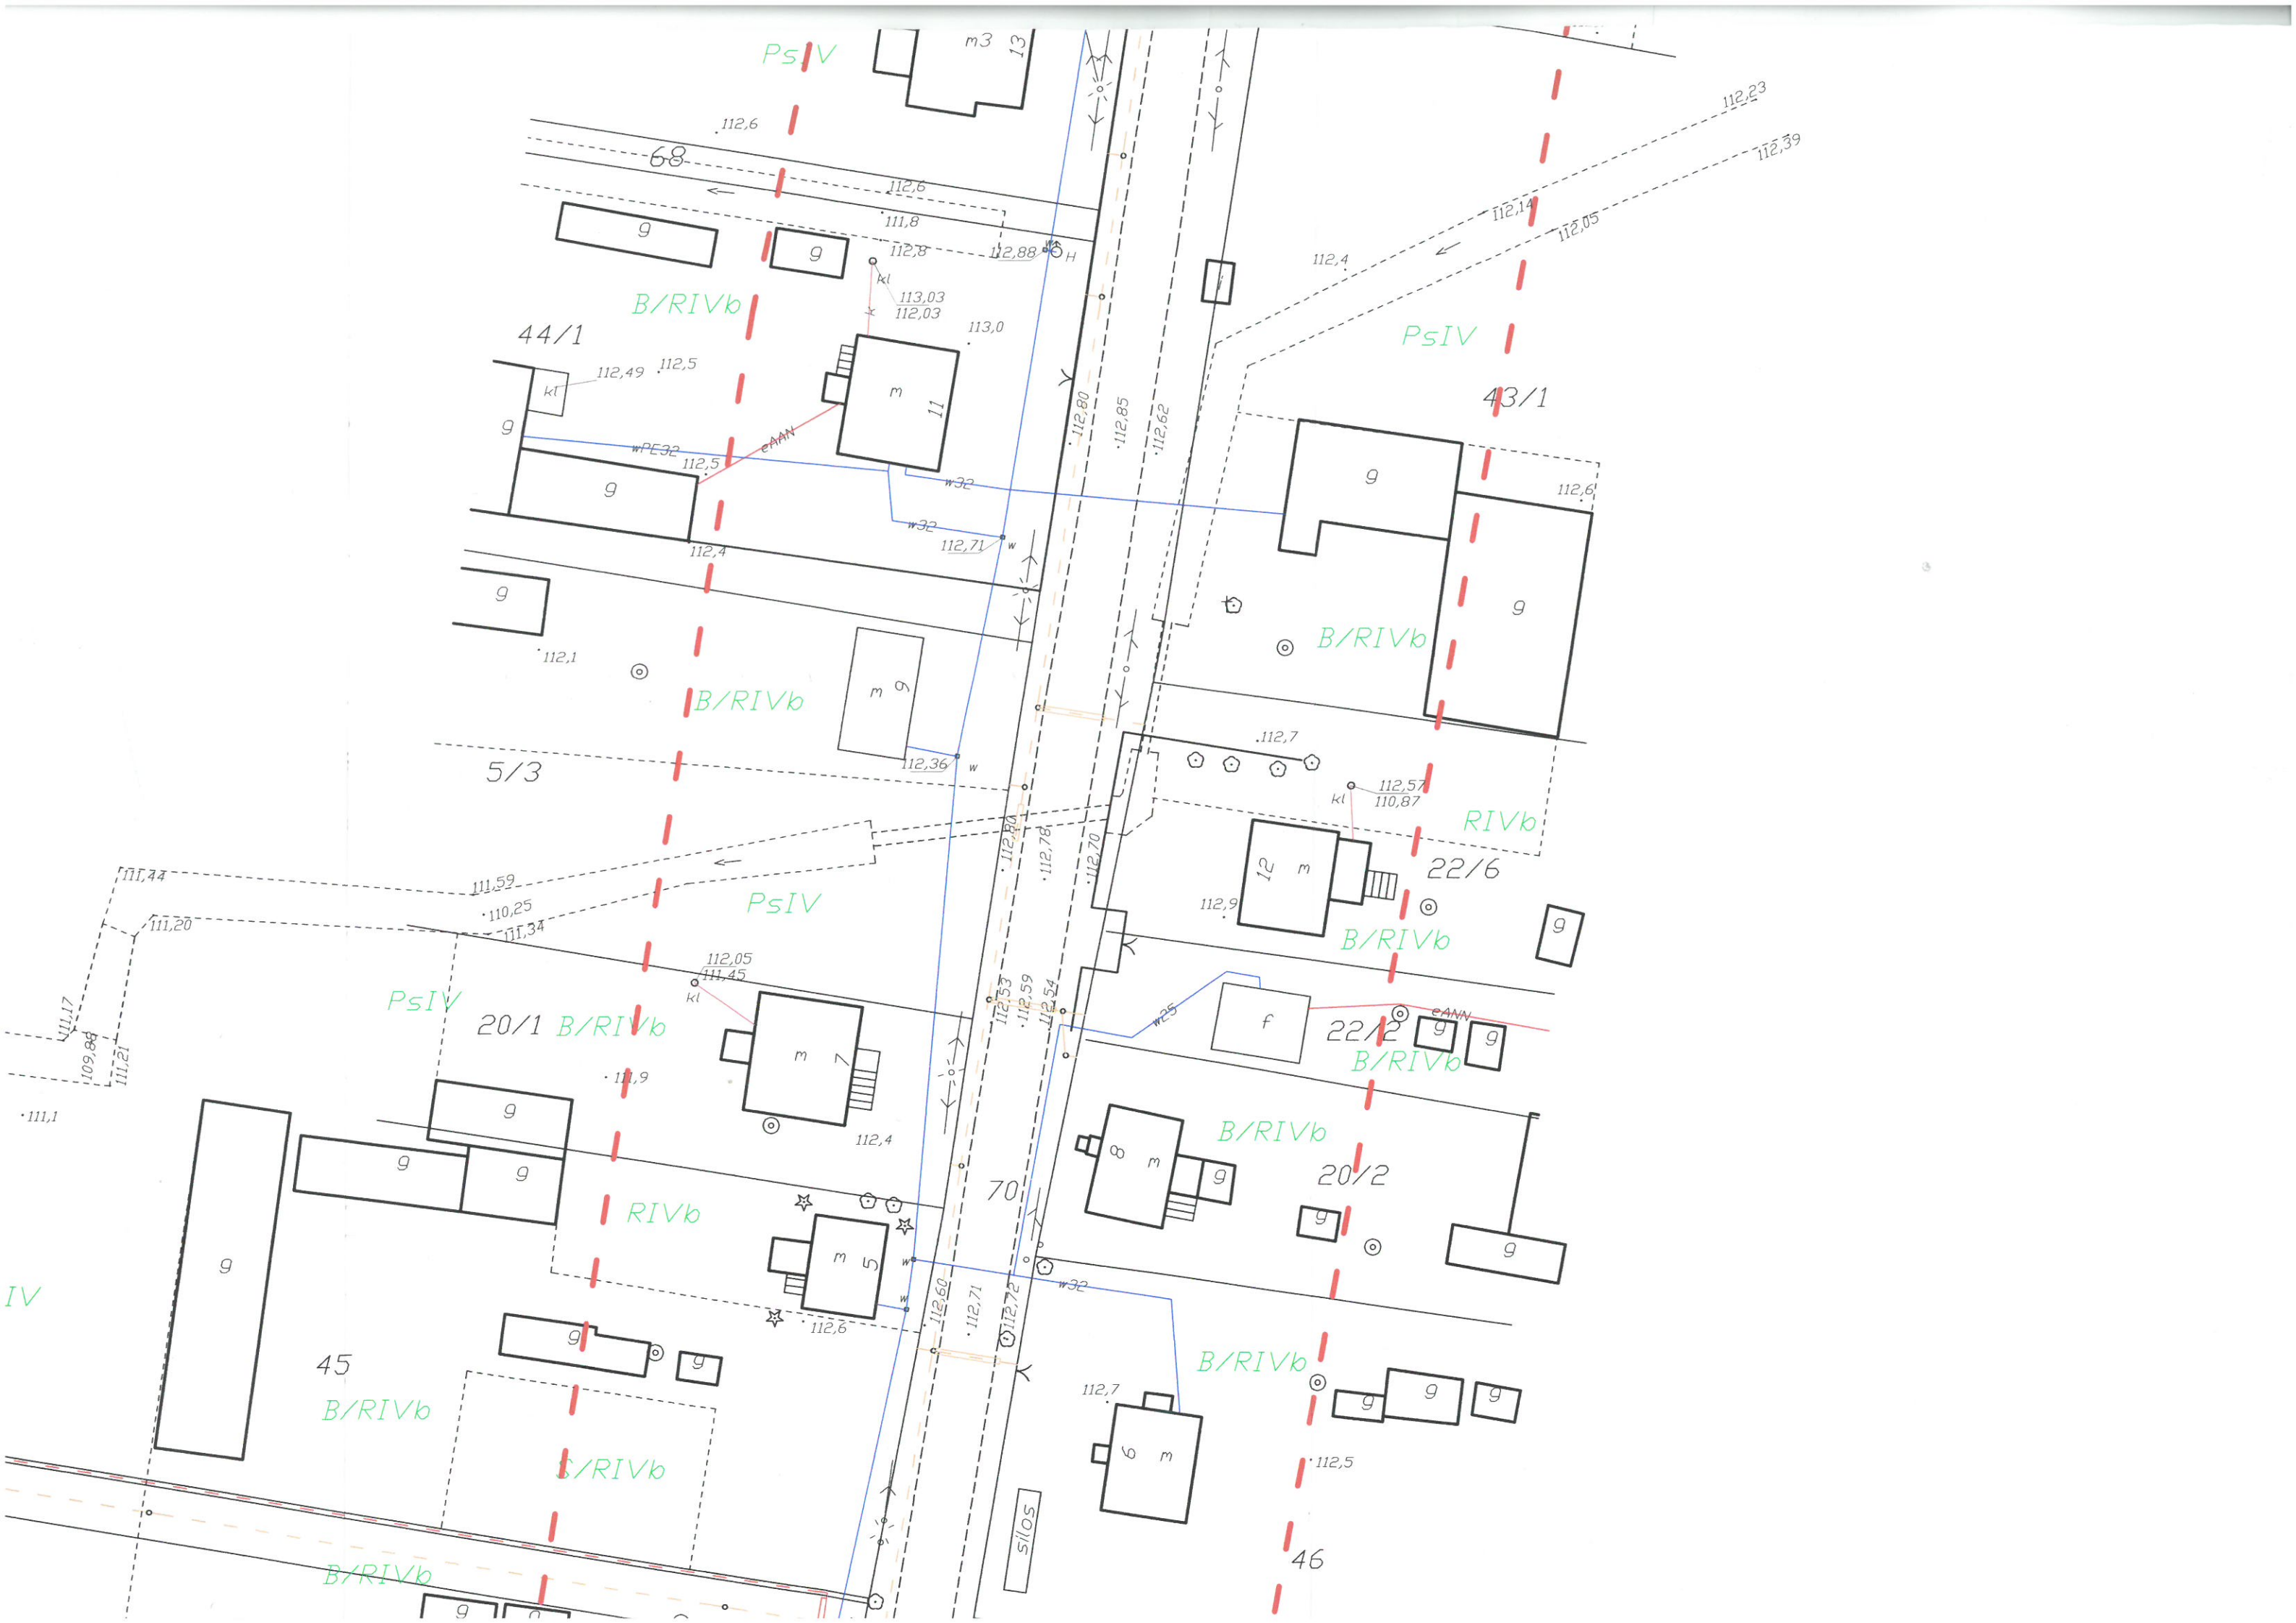 PsIV
m3
13
112,6
68
112,6
111,8
112,8
112,88
w
H
g
g
kl
113,03
112,03
k
113,0
B/RIVb
44/1
112,49
112,5
kl
g
m
11
eAAN
wPE32
112,5
g
w32
w32
112,71
w
112,4
112,80
112,85
112,62
112,23
112,39
112,14
112,05
112,4
i
PsIV
43/1
g
112,6
g
B/RIVb
g
112,1
B/RIVb
m
9
112,36
w
5/3
112,7
112,57
110,87
kl
RIVb
112,80
112,78
112,70
12
m
22/6
112,9
B/RIVb
g
111,44
111,59
110,25
111,34
111,20
PsIV
112,05
111,45
kl
PsIV
20/1
B/RIVb
m
7
111,9
112,4
112,53
112,59
112,54
w25
f
eANN
22/2
g
g
B/RIVb
111,17
109,88
111,21
111,1
g
g
g
g
RIVb
70
8
m
g
B/RIVb
20/2
g
g
m
5
w
w
112,6
112,60
112,71
112,72
w32
IV
45
g
g
B/RIVb
S/RIVb
B/RIVb
112,7
g
g
g
6
m
112,5
silos
46
B/RIVb
g
g